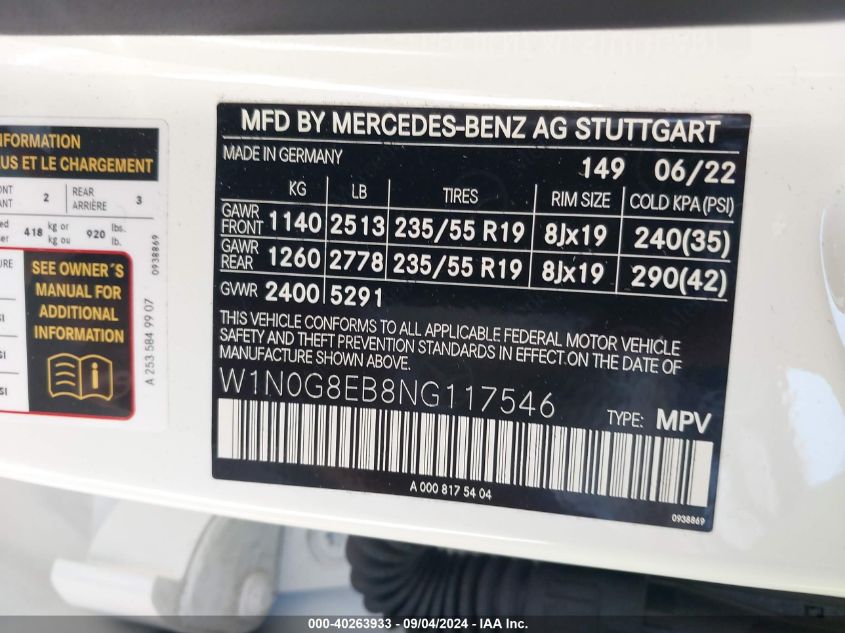 INFORMATION
US ET LE CHARGEMENT
2
REAR
ARRIÈRE
3
418
kg or
kg ou
920
lbs.
lb.
0938869
SEE OWNER´S
MANUAL FOR
ADDITIONAL
INFORMATION
A 253 584 99 07
MFD BY MERCEDES-BENZ AG STUTTGART
MADE IN GERMANY 149 06/22
KG LB TIRES RIM SIZE COLD KPA (PSI)
GAWR FRONT 1140 2513 235/55 R19 8Jx19 240(35)
GAWR REAR 1260 2778 235/55 R19 8Jx19 290(42)
GVWR 2400 5291
THIS VEHICLE CONFORMS TO ALL APPLICABLE FEDERAL MOTOR VEHICLE
SAFETY AND THEFT PREVENTION STANDARDS IN EFFECT.ON THE DATE OF
MANUFACTURE SHOWN ABOVE.
W1N0G8EB8NG117546
TYPE: MPV
A 000 817 54 04
0938869
000-40263933 - 09/04/2024 - IAA Inc.